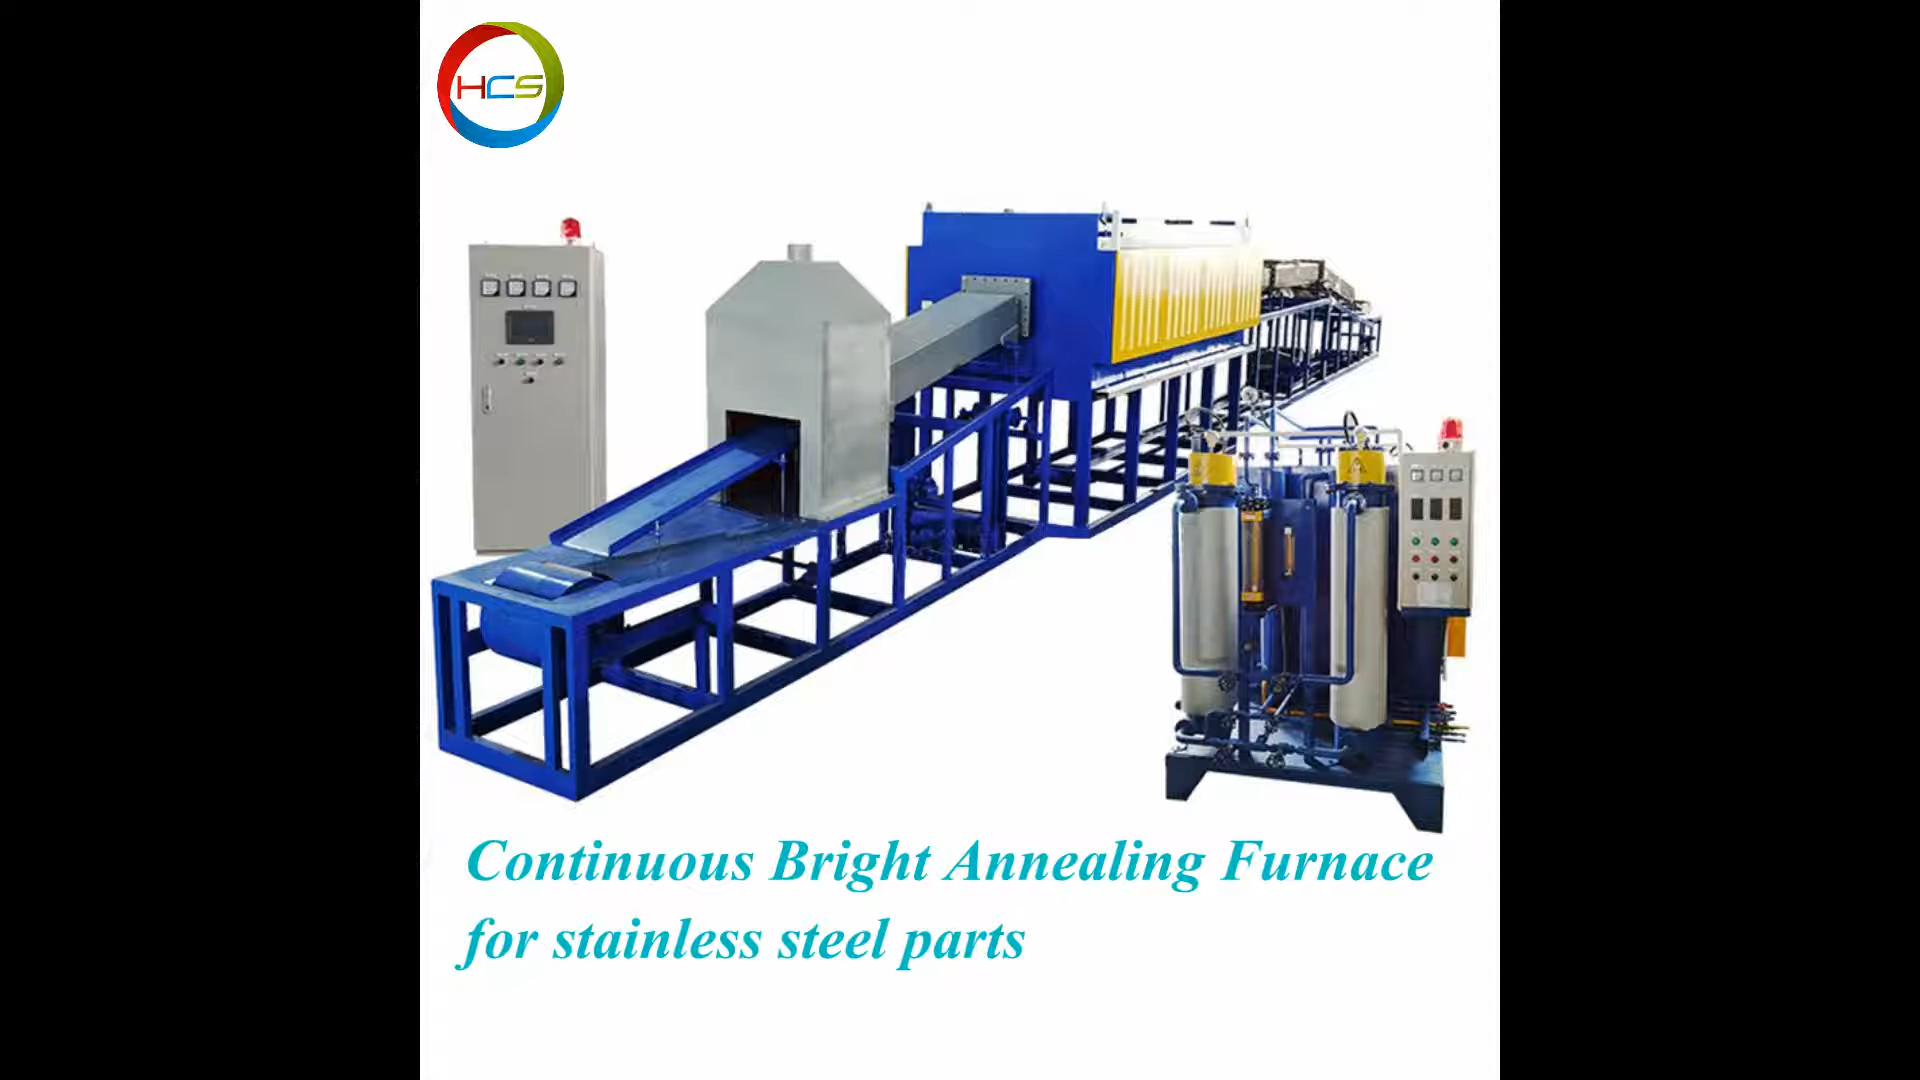 HCS
Continuous Bright Annealing Furnace
for stainless steel parts